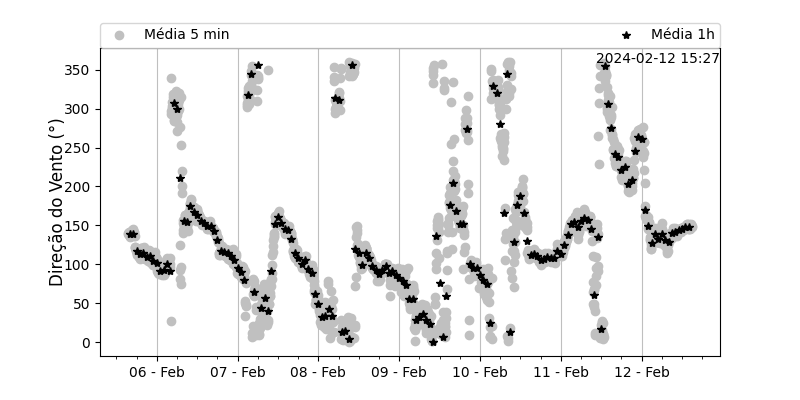 Média 5 min
Média 1h
2024-02-12 15:27
Direção do Vento (°)
350
300
250
200
150
100
50
0
06 - Feb
07 - Feb
08 - Feb
09 - Feb
10 - Feb
11 - Feb
12 - Feb